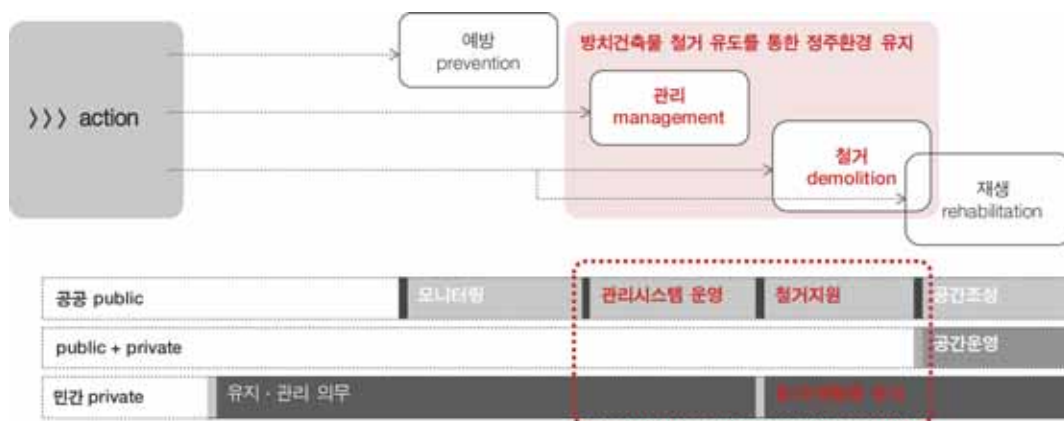 예방
prevention
방치건축물 철거 유도를 통한 정주환경 유지
>>> action
관리
management
철거
demolition
재생
rehabilitation
공공 public
모니터링
관리시스템 운영
철거지원
공간조성
public + private
공간운영
민간 private
유지 · 관리 의무